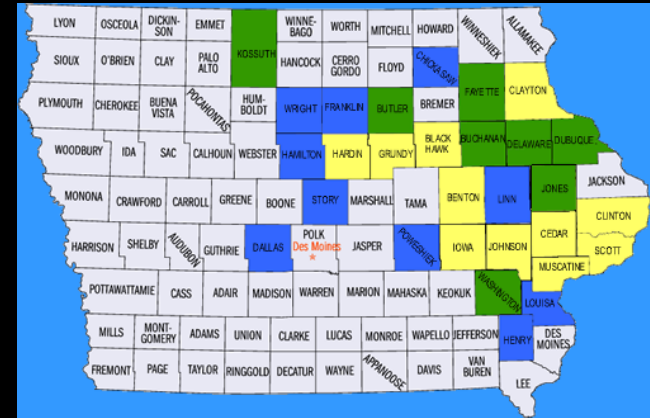 LYON
OSCEOLA
DICKIN-
SON
EMMET
KOSSUTH
WINNE-
BAGO
WORTH
MITCHELL
HOWARD
WINNESHIEK
ALLAMAKEE
SIOUX
O'BRIEN
CLAY
PALO
ALTO
HANCOCK
CERRO
GORDO
FLOYD
CHICKASAW
PLYMOUTH
CHEROKEE
BUENA
VISTA
POCAHONTAS
HUM-
BOLDT
WRIGHT
FRANKLIN
BUTLER
BREMER
FAYETTE
CLAYTON
WOODBURY
IDA
SAC
CALHOUN
WEBSTER
HAMILTON
HARDIN
GRUNDY
BLACK
HAWK
BUCHANAN
DELAWARE
DUBUQUE
MONONA
CRAWFORD
CARROLL
GREENE
BOONE
STORY
MARSHALL
TAMA
BENTON
LINN
JONES
JACKSON
HARRISON
SHELBY
AUDUBON
GUTHRIE
DALLAS
POLK
Des Moines
JASPER
POWESHIEK
IOWA
JOHNSON
CEDAR
CLINTON
SCOTT
MUSCATINE
POTTAWATTAMIE
CASS
ADAIR
MADISON
WARREN
MARION
MAHASKA
KEOKUK
WASHINGTON
LOUISA
MILLS
MONT-
GOMERY
ADAMS
UNION
CLARKE
LUCAS
MONROE
WAPELLO
JEFFERSON
HENRY
DES
MOINES
FREMONT
PAGE
TAYLOR
RINGGOLD
DECATUR
WAYNE
APPANOOSE
DAVIS
VAN
BUREN
LEE